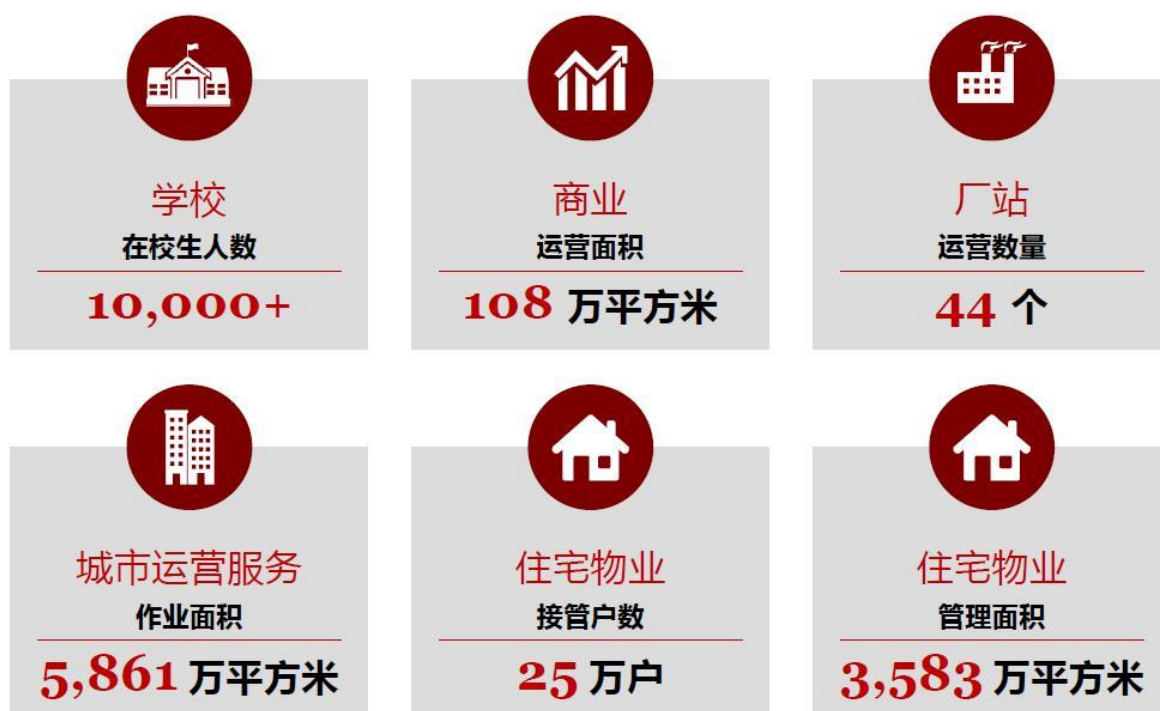 学校
在校生人数
10,000+
商业
运营面积
108 万平方米
厂站
运营数量
44 个
城市运营服务
作业面积
5,861 万平方米
住宅物业
接管户数
25 万户
住宅物业
管理面积
3,583 万平方米